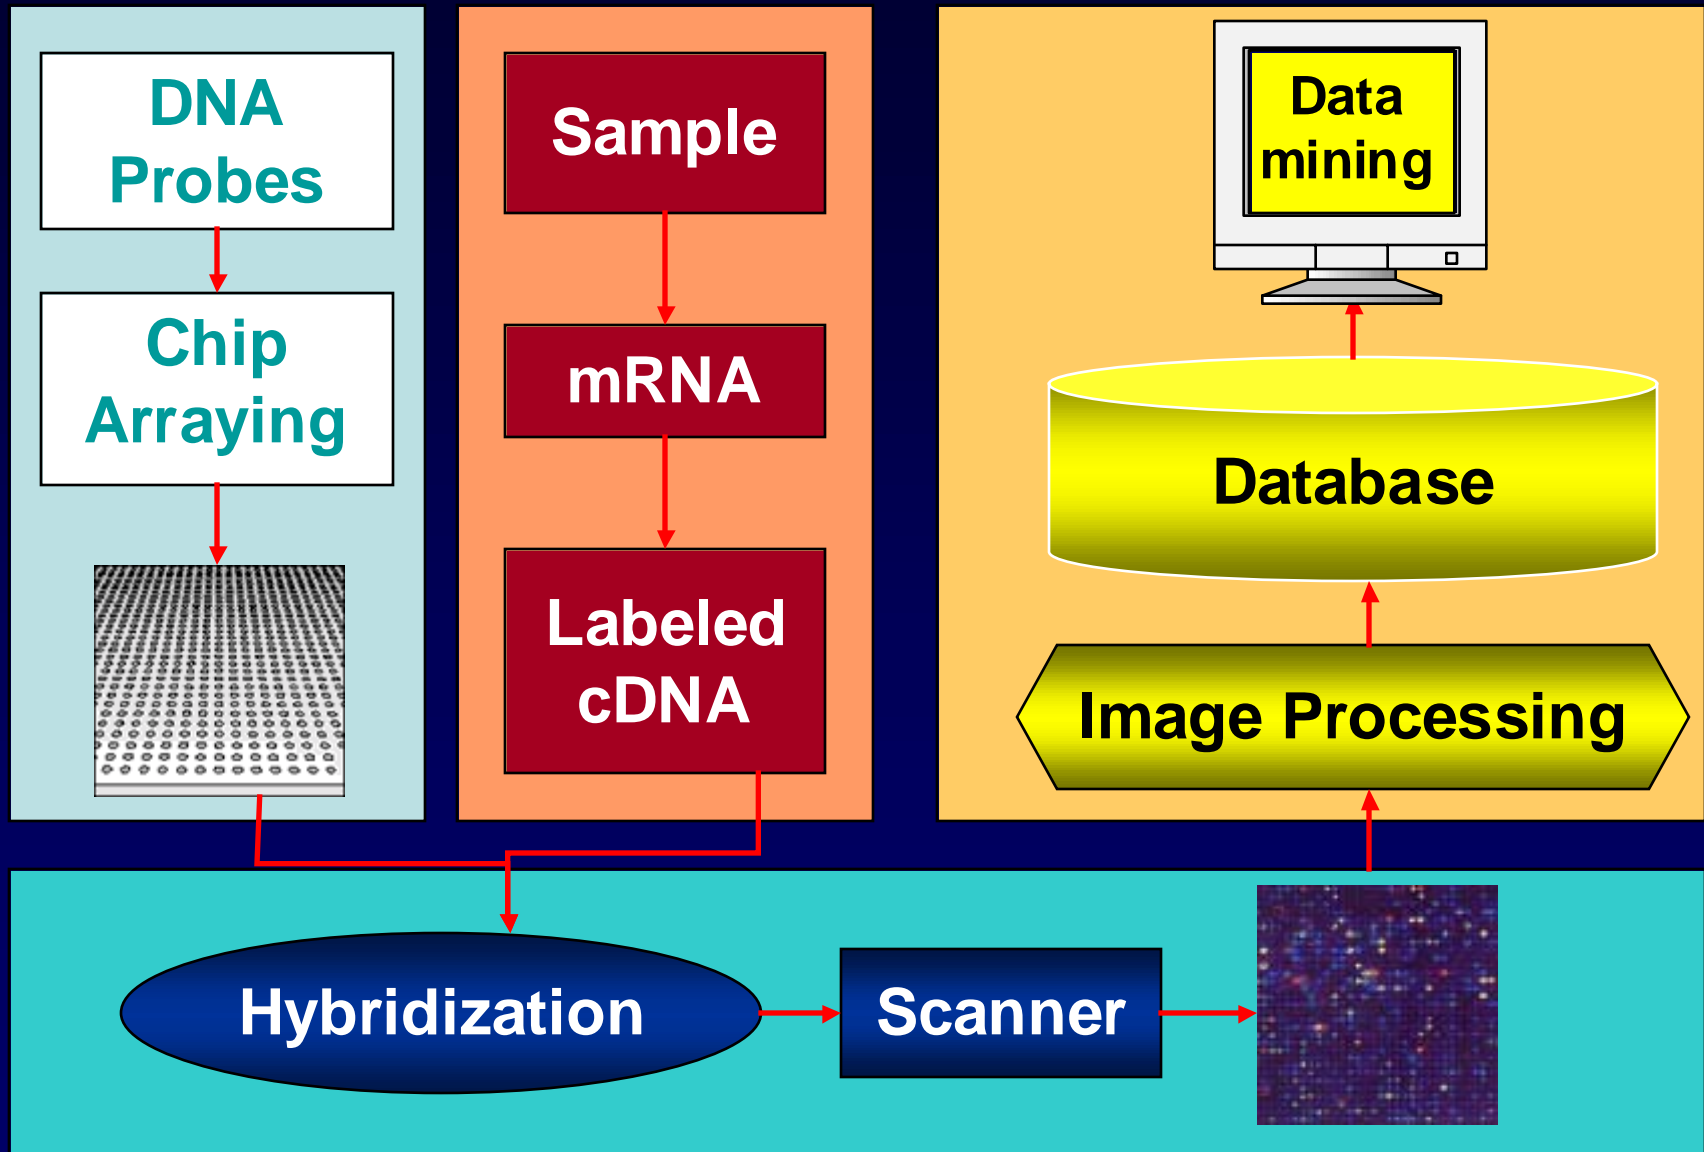 DNA
Probes
Chip
Arraying
Sample
mRNA
Labeled
cDNA
Data
mining
Database
Image Processing
Hybridization
Scanner